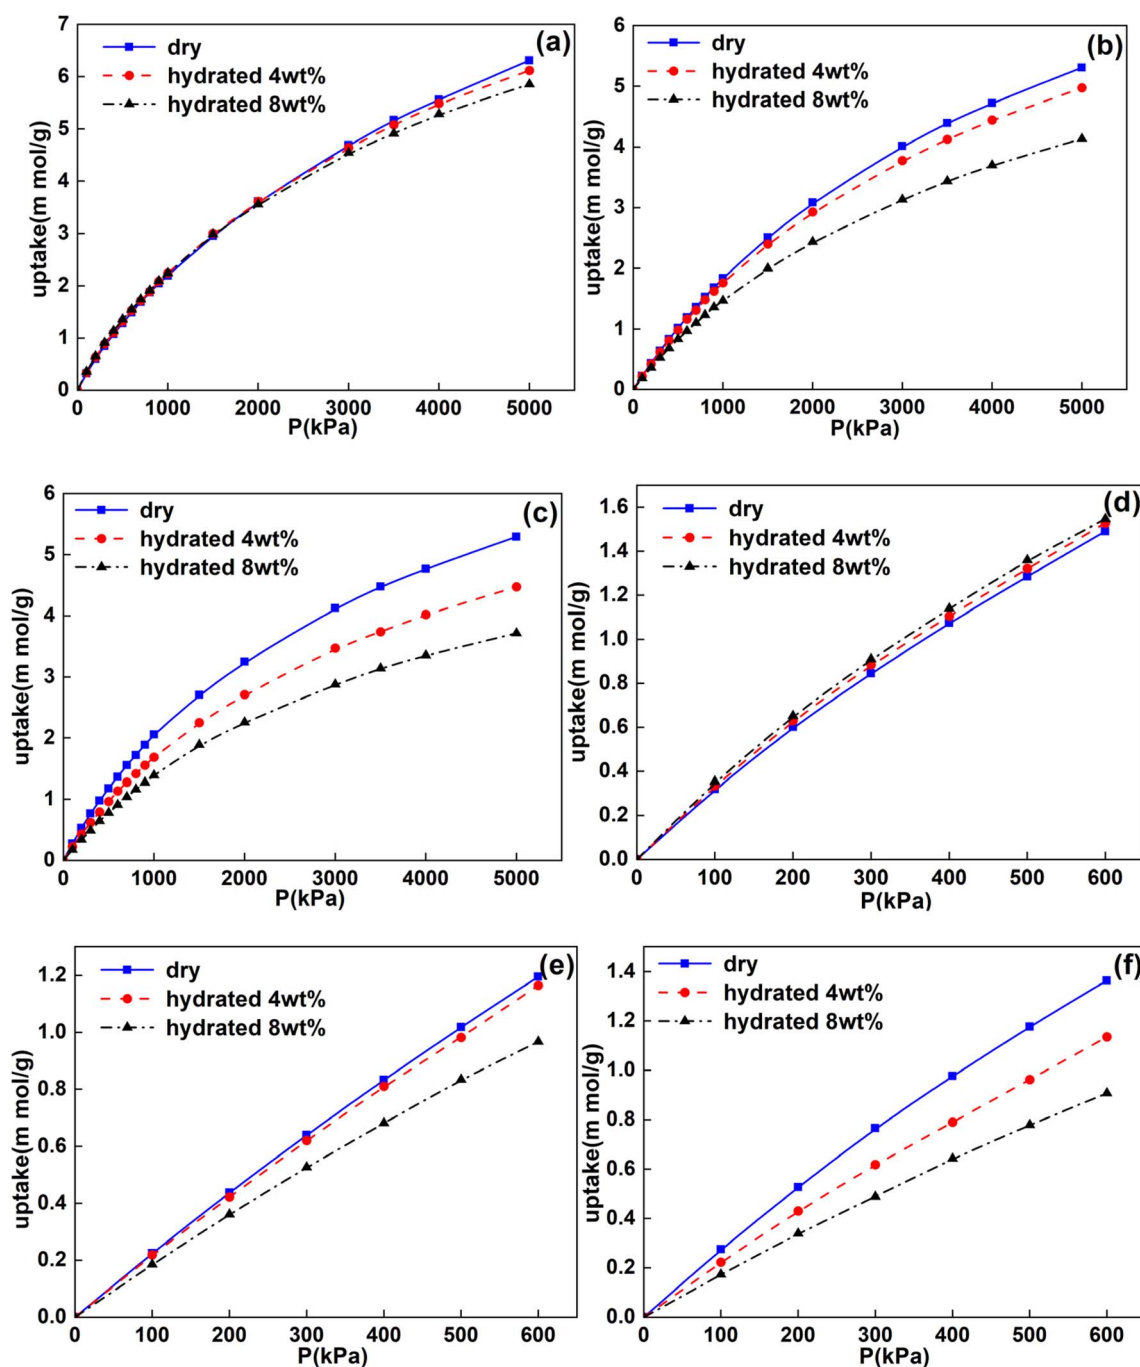 (a)
dry
hydrated 4wt%
hydrated 8wt%
uptake(m mol/g)
7
6
5
4
3
2
1
0
0 1000 2000 3000 4000 5000
P(kPa)
(b)
dry
hydrated 4wt%
hydrated 8wt%
uptake(m mol/g)
6
5
4
3
2
1
0
0 1000 2000 3000 4000 5000
P(kPa)
(c)
dry
hydrated 4wt%
hydrated 8wt%
uptake(m mol/g)
6
5
4
3
2
1
0
0 1000 2000 3000 4000 5000
P(kPa)
(d)
dry
hydrated 4wt%
hydrated 8wt%
uptake(m mol/g)
1.6
1.4
1.2
1.0
0.8
0.6
0.4
0.2
0.0
0 100 200 300 400 500 600
P(kPa)
(e)
dry
hydrated 4wt%
hydrated 8wt%
uptake(m mol/g)
1.2
1.0
0.8
0.6
0.4
0.2
0.0
0 100 200 300 400 500 600
P(kPa)
(f)
dry
hydrated 4wt%
hydrated 8wt%
uptake(m mol/g)
1.4
1.2
1.0
0.8
0.6
0.4
0.2
0.0
0 100 200 300 400 500 600
P(kPa)